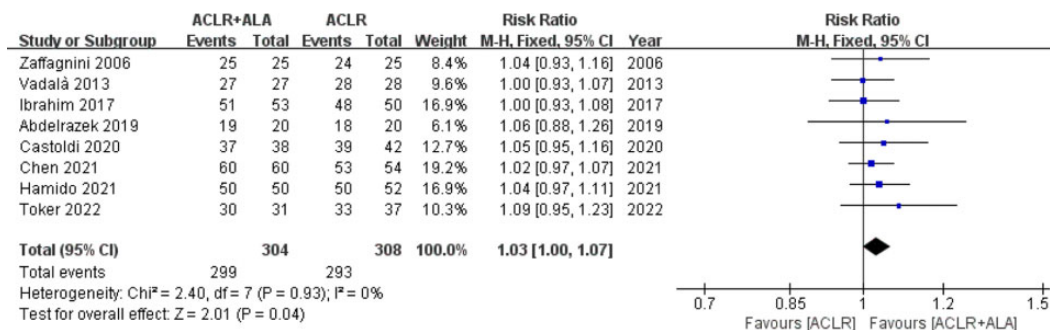 ACLR+ALA ACLR Risk Ratio Risk Ratio
Study or Subgroup Events Total Events Total Weight M-H, Fixed, 95% CI Year M-H, Fixed, 95% CI
Zaffagnini 2006 25 25 24 25 8.4% 1.04 [0.93, 1.16] 2006
Vadalà 2013 27 27 28 28 9.6% 1.00 [0.93, 1.07] 2013
Ibrahim 2017 51 53 48 50 16.9% 1.00 [0.93, 1.08] 2017
Abdelrazek 2019 19 20 18 20 6.1% 1.06 [0.88, 1.26] 2019
Castoldi 2020 37 38 39 42 12.7% 1.05 [0.95, 1.16] 2020
Chen 2021 60 60 53 54 19.2% 1.02 [0.97, 1.07] 2021
Hamido 2021 50 50 50 52 16.9% 1.04 [0.97, 1.11] 2021
Toker 2022 30 31 33 37 10.3% 1.09 [0.95, 1.23] 2022
Total (95% CI) 304 308 100.0% 1.03 [1.00, 1.07]
Total events 299 293
Heterogeneity: Chi² = 2.40, df = 7 (P = 0.93); I² = 0%
Test for overall effect: Z = 2.01 (P = 0.04)
0.7 0.85 1 1.2 1.5
Favours [ACLR] Favours [ACLR+ALA]